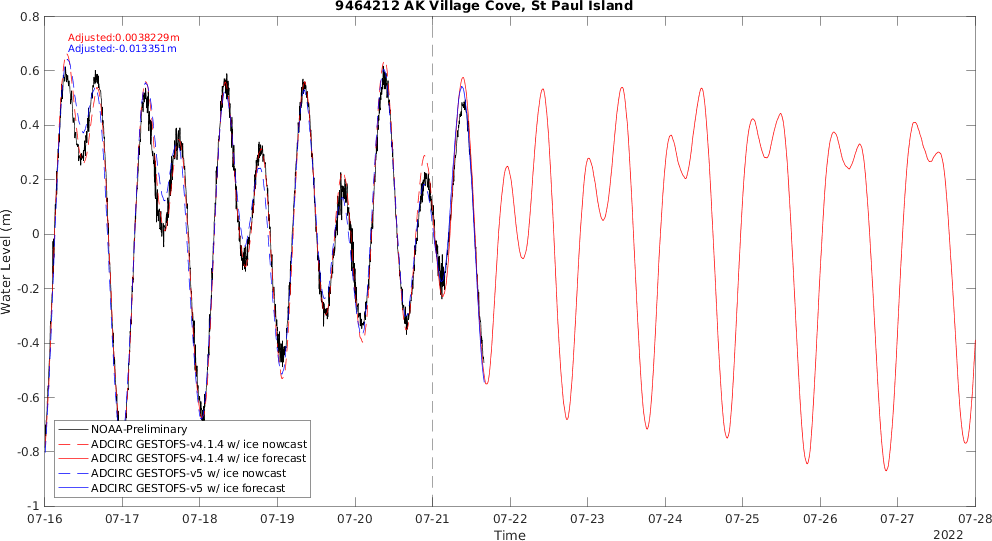 9464212 AK Village Cove, St Paul Island
Adjusted:0.0038229m
Adjusted:-0.013351m
0.8
0.6
0.4
0.2
0
-0.2
-0.4
-0.6
-0.8
-1
Water Level (m)
NOAA-Preliminary
ADCIRC GESTOFS-v4.1.4 w/ ice nowcast
ADCIRC GESTOFS-v4.1.4 w/ ice forecast
ADCIRC GESTOFS-v5 w/ ice nowcast
ADCIRC GESTOFS-v5 w/ ice forecast
07-16 07-17 07-18 07-19 07-20 07-21 07-22 07-23 07-24 07-25 07-26 07-27 07-28
Time
2022